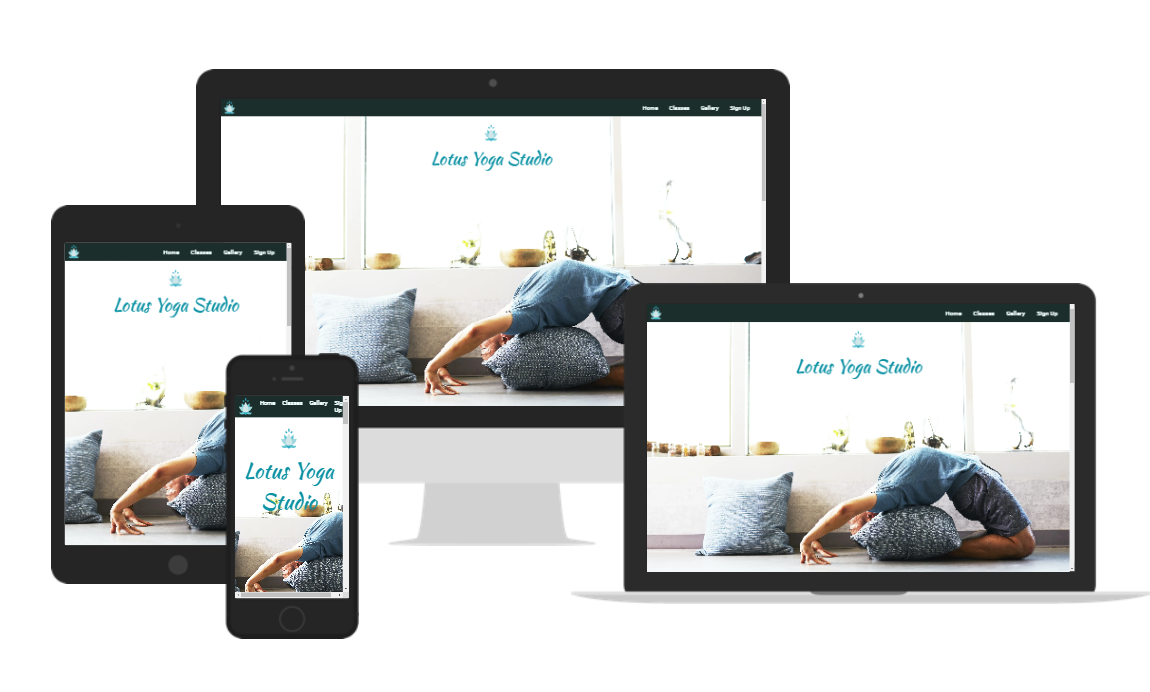 Home Classes Gallery Sign Up
Lotus Yoga Studio
Home Classes Gallery Sign Up
Lotus Yoga Studio
Home Classes Gallery Sign
Up
Lotus Yoga
Studio
Home Classes Gallery Sign Up
Lotus Yoga Studio